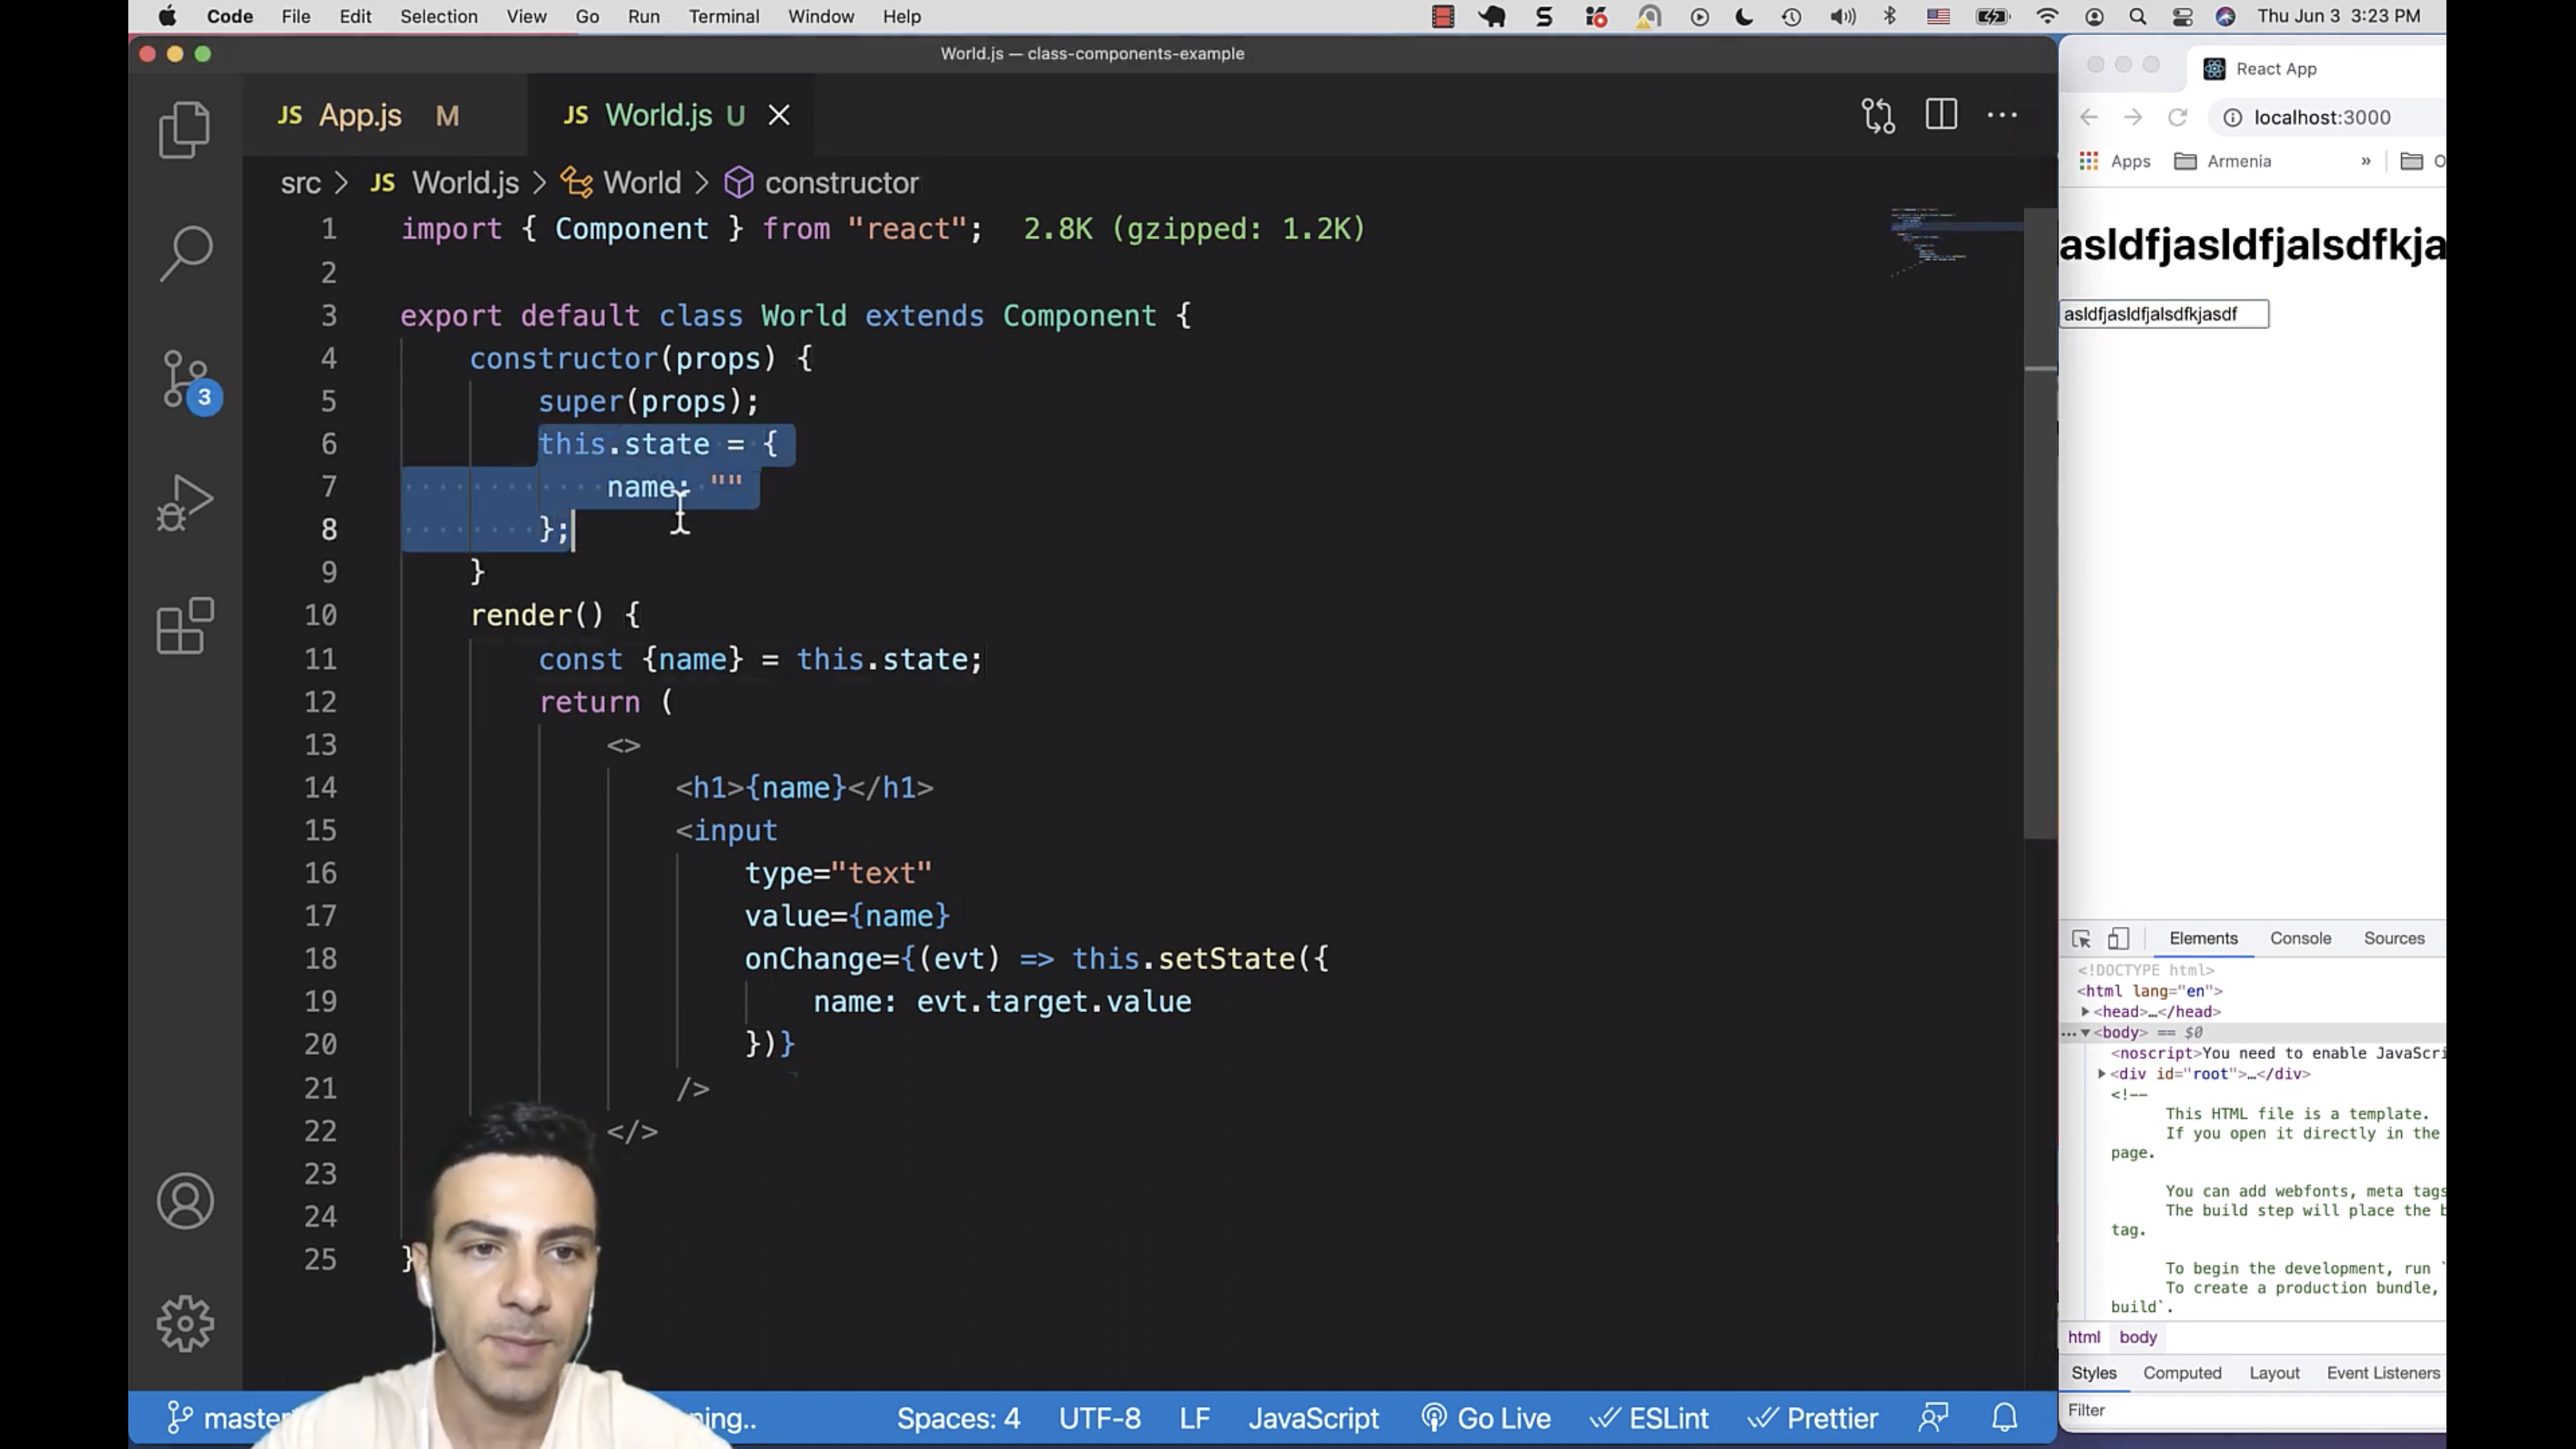 Code File Edit Selection View Go Run Terminal Window Help
Thu Jun 3 3:23 PM
World.js — class-components-example
JS App.js M
JS World.js U
src > JS World.js > World > constructor
1 import { Component } from "react"; 2.8K (gzipped: 1.2K)
2
3 export default class World extends Component {
4 constructor(props) {
5 super(props);
6 this.state = {
7 name: ""
8 };
9 }
10 render() {
11 const {name} = this.state;
12 return (
13 <>
14 <h1>{name}</h1>
15 <input
16 type="text"
17 value={name}
18 onChange={(evt) => this.setState({
19 name: evt.target.value
20 })}
21 />
22 </>
23
24
25 }
3
master
ning..
Spaces: 4 UTF-8 LF JavaScript Go Live ESLint Prettier
React App
localhost:3000
Apps Armenia » O
asldfjasldfjalsdfkja
asldfjasldfjalsdfkjasdf
Elements Console Sources
<!DOCTYPE html>
<html lang="en">
<head>…</head>
…<body> == $0
<noscript>You need to enable JavaScri
<div id="root">…</div>
<!--
This HTML file is a template.
If you open it directly in the
page.
You can add webfonts, meta tags
The build step will place the b
tag.
To begin the development, run `
To create a production bundle,
build`.
html body
Styles Computed Layout Event Listeners
Filter